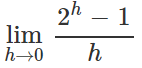 lim h→0 (2^h − 1) / h